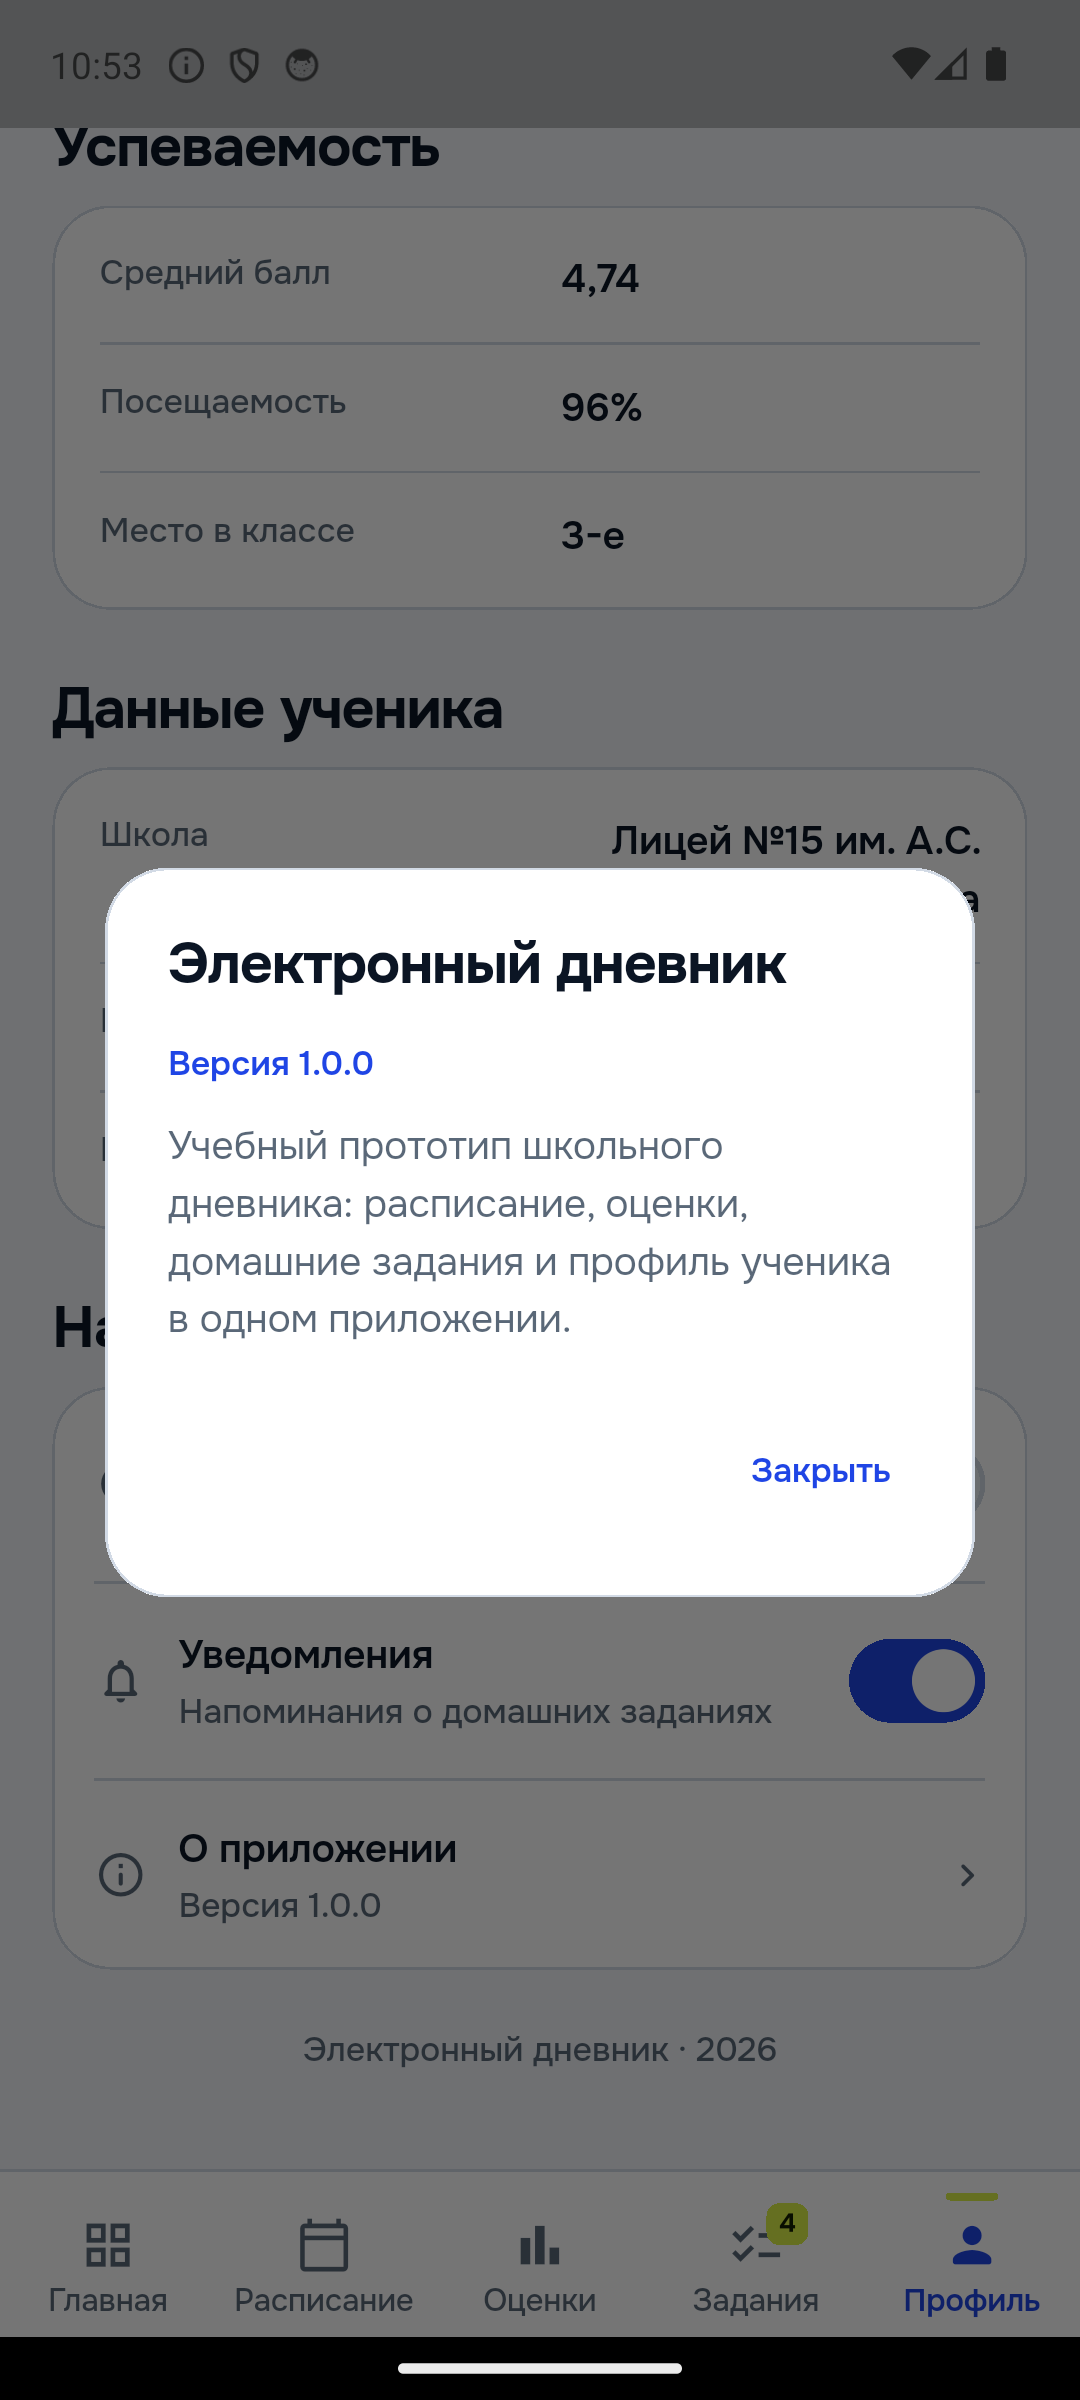 10:53
Успеваемость
Средний балл
4,74
Посещаемость
96%
Место в классе
3-е
Данные ученика
Школа
Лицей №15 им. А.С.
Электронный дневник
Версия 1.0.0
Учебный прототип школьного
дневника: расписание, оценки,
домашние задания и профиль ученика
в одном приложении.
Закрыть
Уведомления
Напоминания о домашних заданиях
О приложении
Версия 1.0.0
Электронный дневник · 2026
4
Главная
Расписание
Оценки
Задания
Профиль